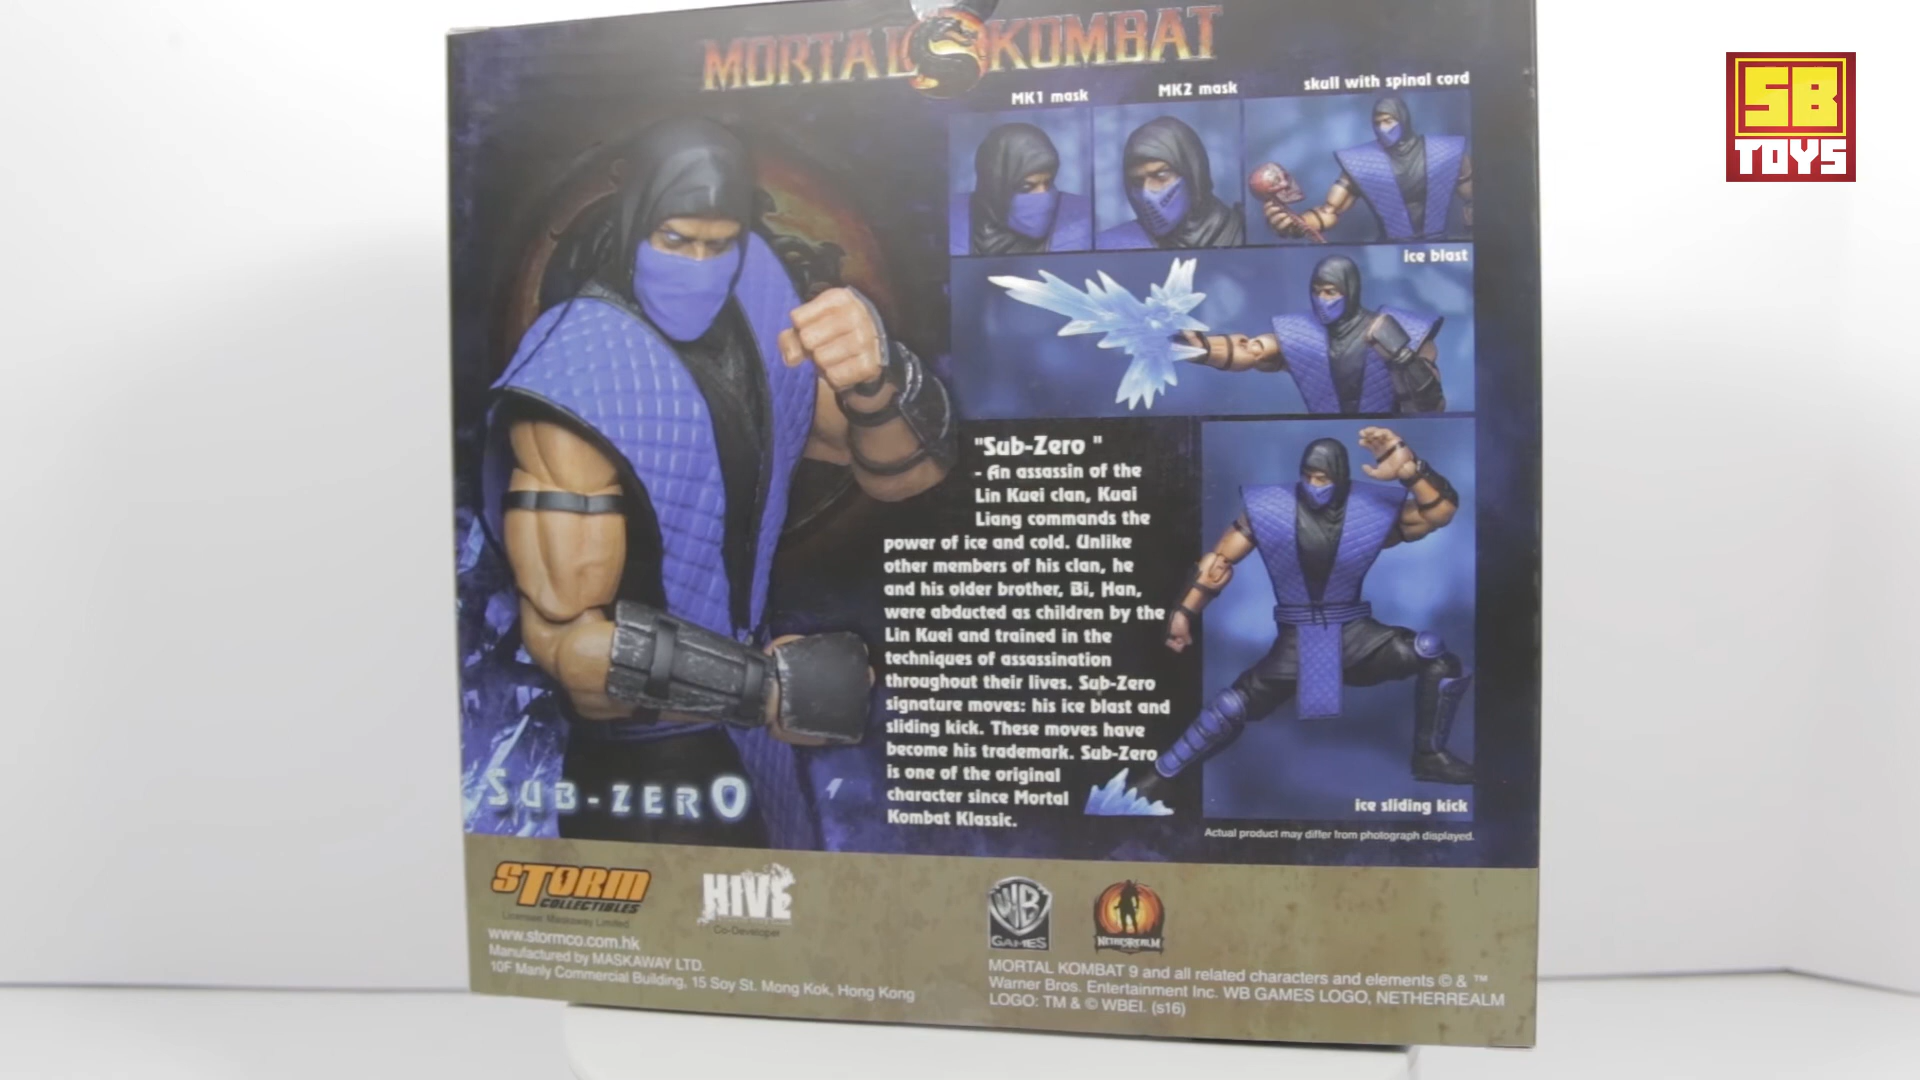 MORTAL KOMBAT
SB
TOYS
MK1 mask
MK2 mask
skull with spinal cord
ice blast
"Sub-Zero "
- An assassin of the
Lin Kuei clan, Kuai
Liang commands the
power of ice and cold. Unlike
other members of his clan, he
and his older brother, Bi, Han,
were abducted as children by the
Lin Kuei and trained in the
techniques of assassination
throughout their lives. Sub-Zero
signature moves: his ice blast and
sliding kick. These moves have
become his trademark. Sub-Zero
is one of the original
character since Mortal
Kombat Klassic.
SUB-ZERO
ice sliding kick
Actual product may differ from photograph displayed.
STORM
COLLECTIBLES
Licensee: Maskaway Limited
HIVE
Co-Developer
www.stormco.com.hk
Manufactured by MASKAWAY LTD.
10F Manly Commercial Building, 15 Soy St. Mong Kok, Hong Kong
WB
GAMES
NETHERREALM
MORTAL KOMBAT 9 and all related characters and elements © & ™
Warner Bros. Entertainment Inc. WB GAMES LOGO, NETHERREALM
LOGO: TM & © WBEI. (s16)